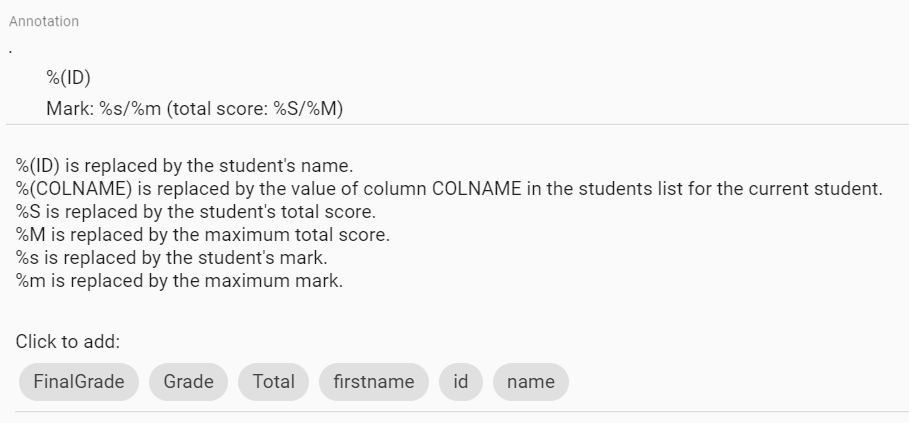 Annotation
.
%(ID)
Mark: %s/%m (total score: %S/%M)
%(ID) is replaced by the student's name.
%(COLNAME) is replaced by the value of column COLNAME in the students list for the current student.
%S is replaced by the student's total score.
%M is replaced by the maximum total score.
%s is replaced by the student's mark.
%m is replaced by the maximum mark.
Click to add:
FinalGrade Grade Total firstname id name